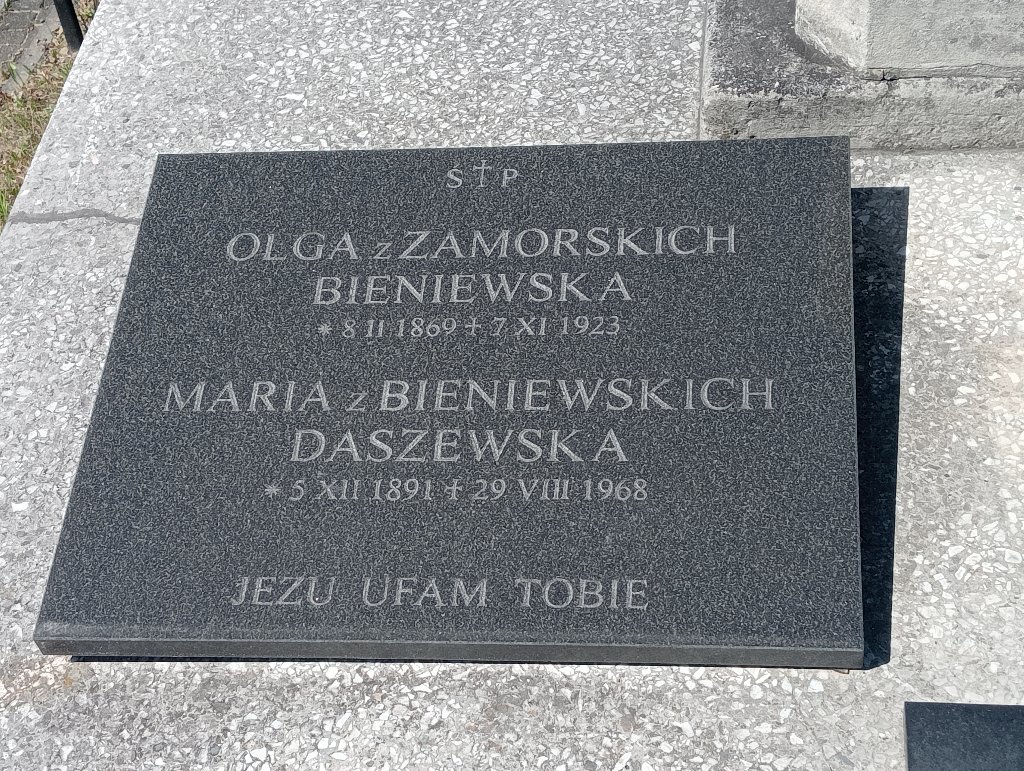 S†P
OLGA z ZAMORSKICH
BIENIEWSKA
* 8 II 1869 + 7 XI 1923
MARIA z BIENIEWSKICH
DASZEWSKA
* 5 XII 1891 + 29 VIII 1968
JEZU UFAM TOBIE